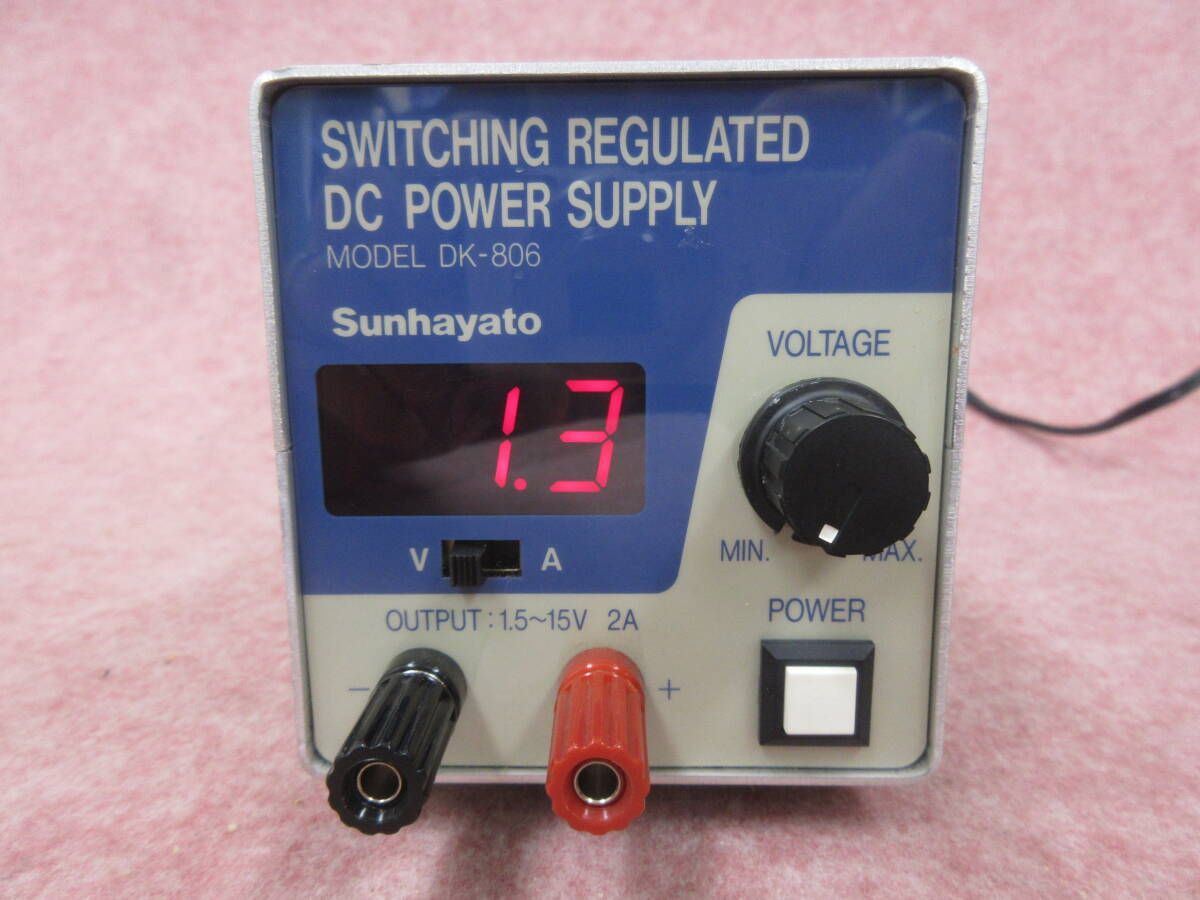 SWITCHING REGULATED
DC POWER SUPPLY
MODEL DK-806
Sunhayato
1.3
V A
OUTPUT : 1.5~15V 2A
- +
VOLTAGE
MIN. MAX.
POWER